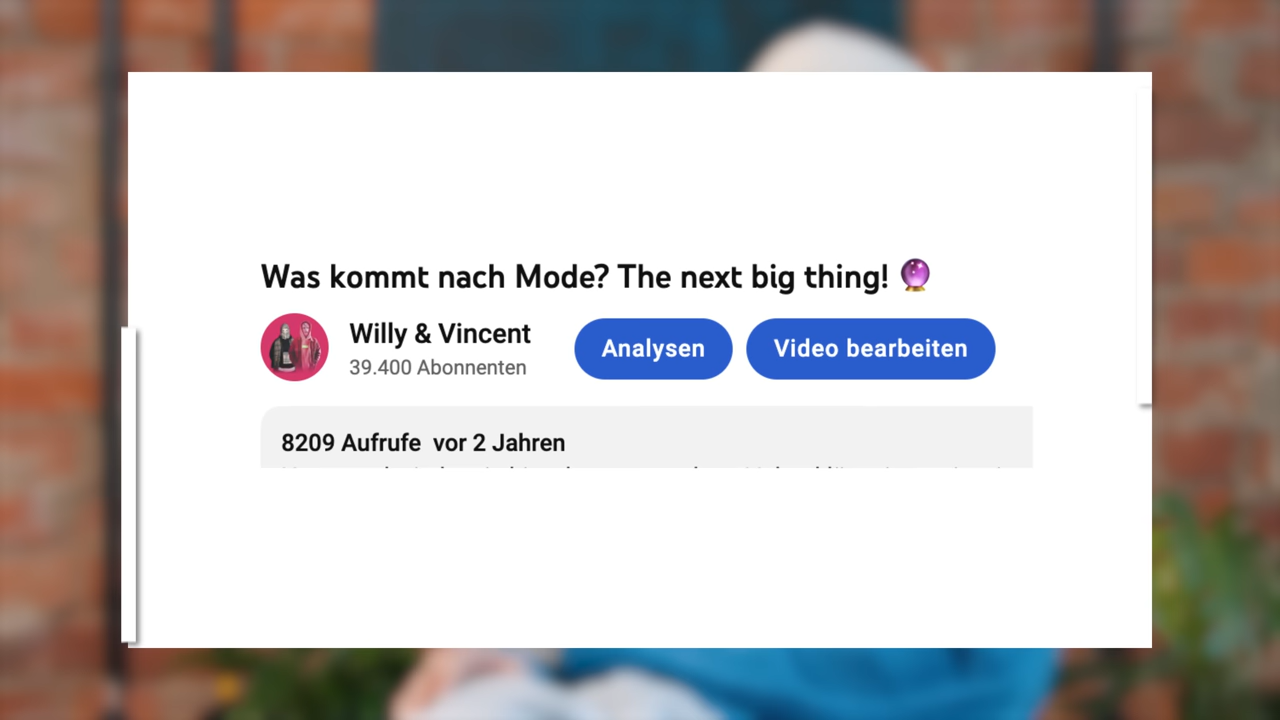 Was kommt nach Mode? The next big thing! 🔮
Willy & Vincent
39.400 Abonnenten
Analysen
Video bearbeiten
8209 Aufrufe vor 2 Jahren